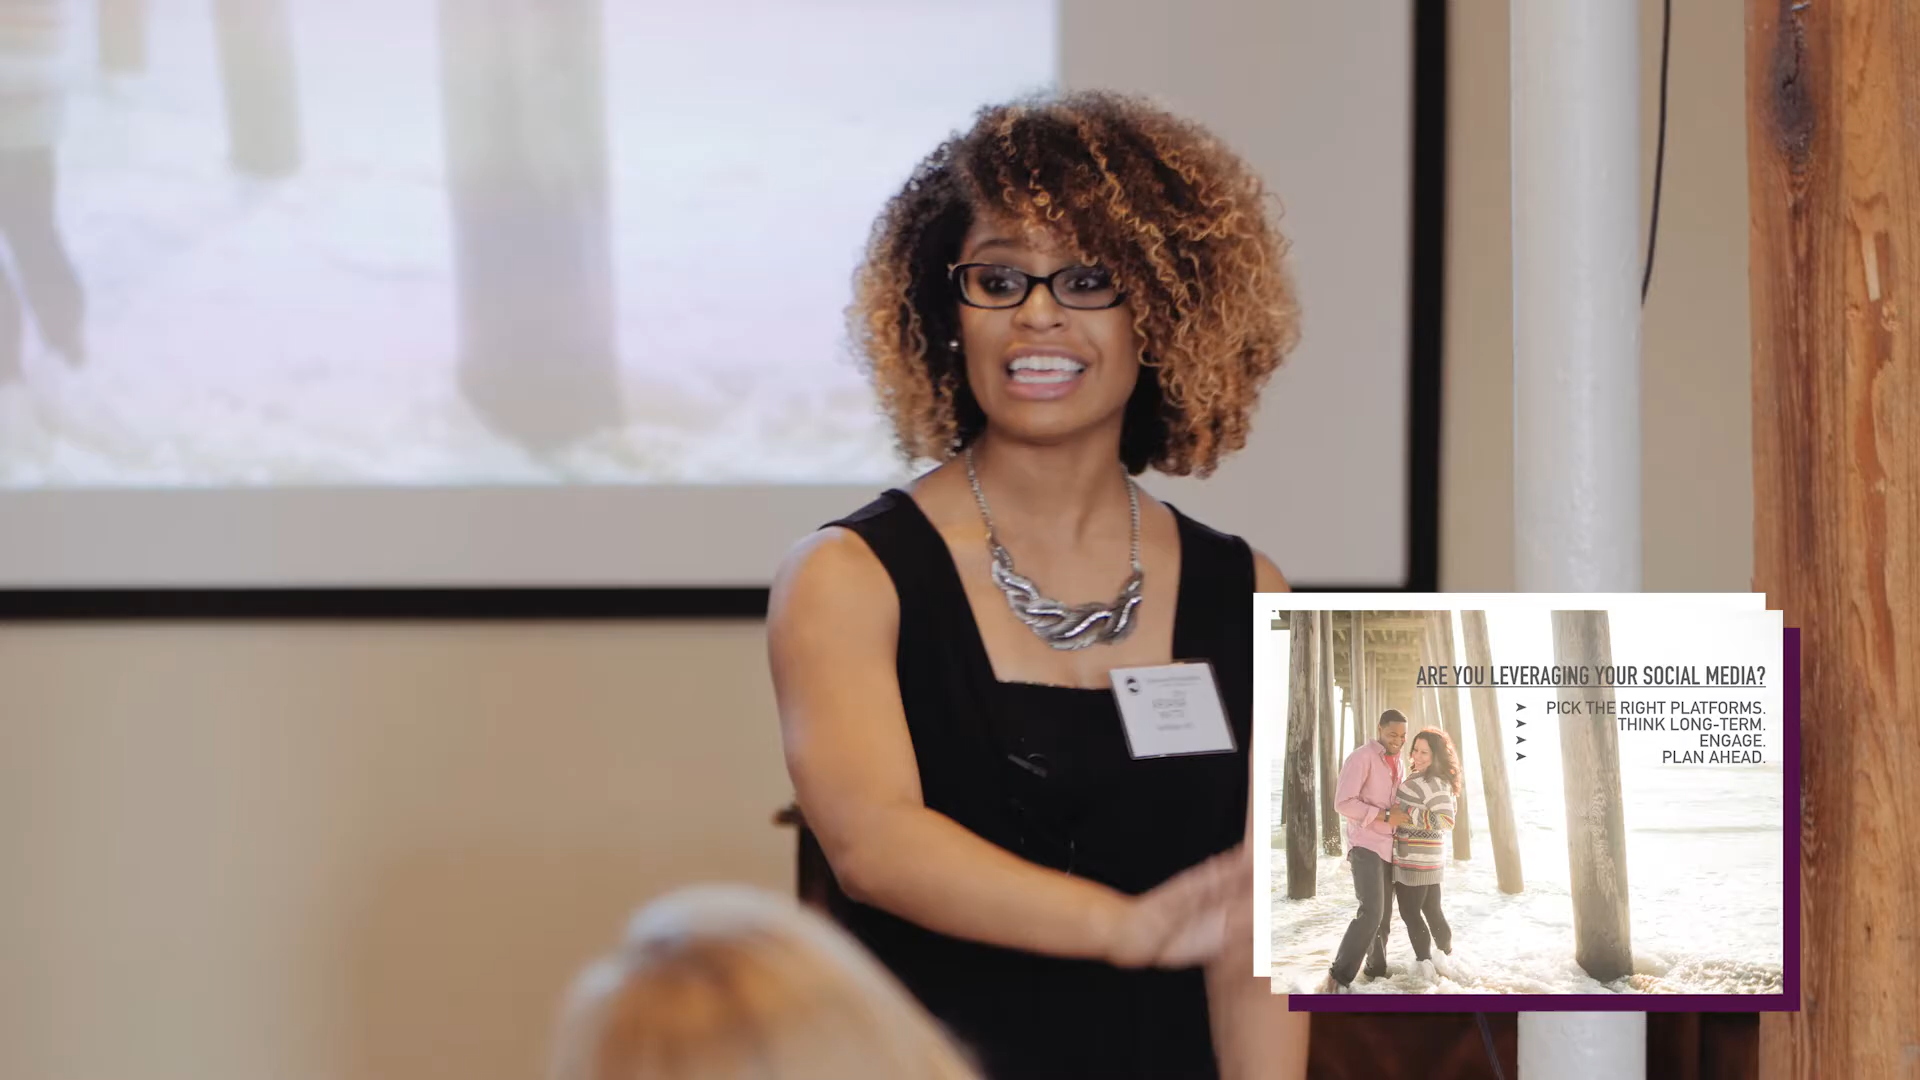 ARE YOU LEVERAGING YOUR SOCIAL MEDIA?
➤ PICK THE RIGHT PLATFORMS.
➤ THINK LONG-TERM.
➤ ENGAGE.
➤ PLAN AHEAD.